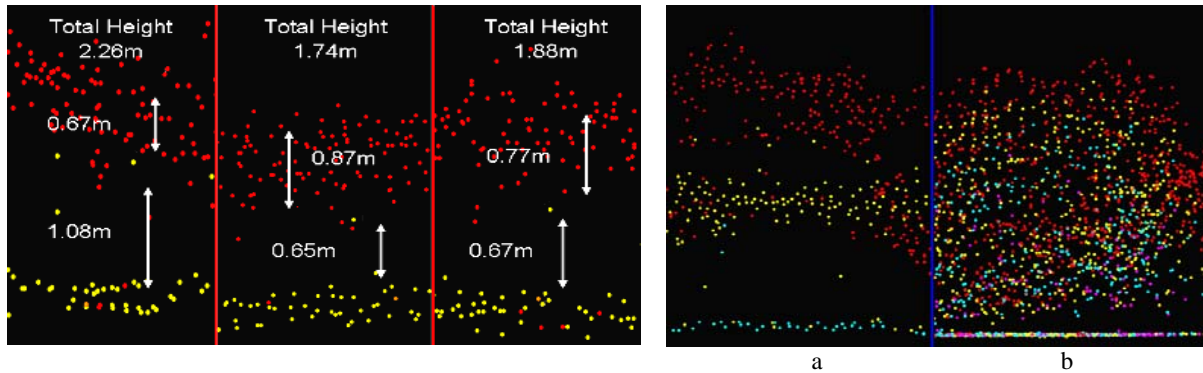 Total Height
2.26m
Total Height
1.74m
Total Height
1.88m
0.67m
0.87m
0.77m
1.08m
0.65m
0.67m
a
b